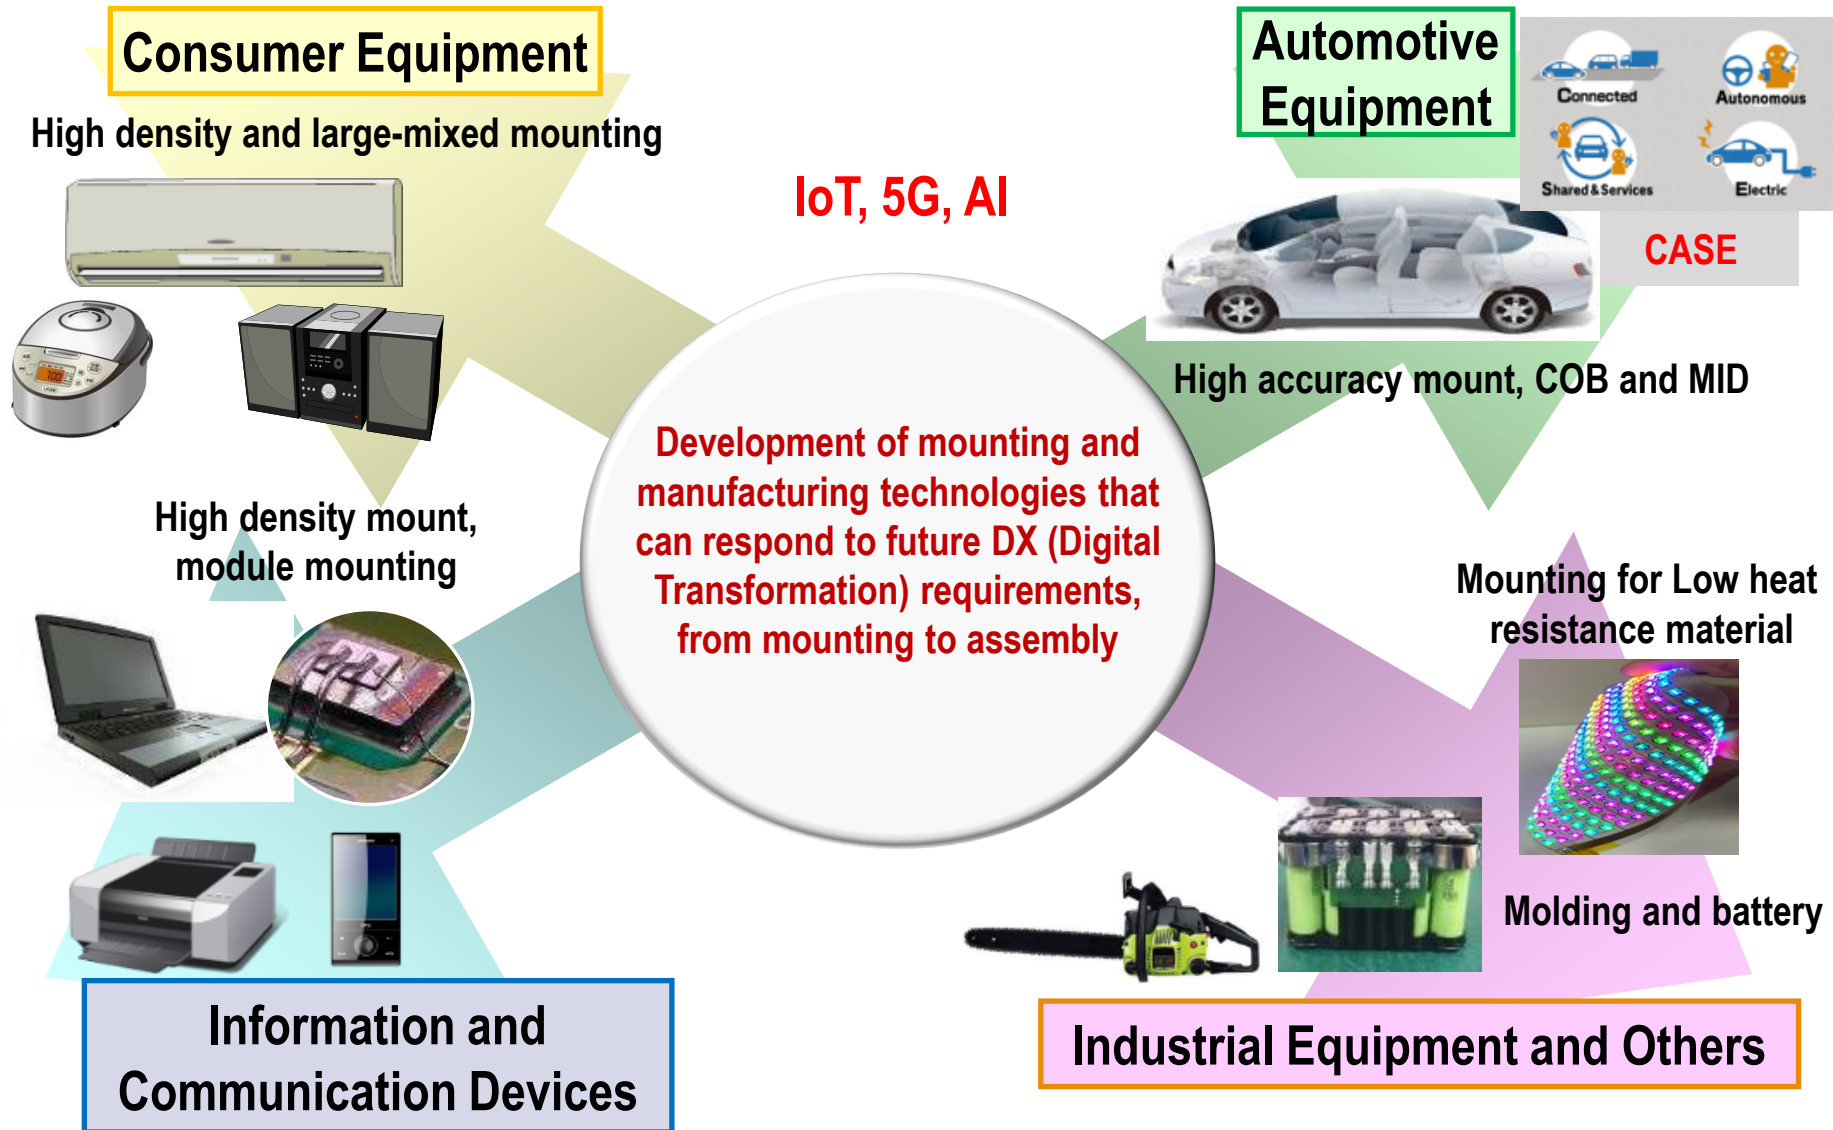 Consumer Equipment
High density and large-mixed mounting
IoT, 5G, AI
Automotive
Equipment
Connected
Autonomous
Shared & Services
Electric
CASE
High accuracy mount, COB and MID
Development of mounting and
manufacturing technologies that
can respond to future DX (Digital
Transformation) requirements,
from mounting to assembly
High density mount,
module mounting
Mounting for Low heat
resistance material
Molding and battery
Information and
Communication Devices
Industrial Equipment and Others